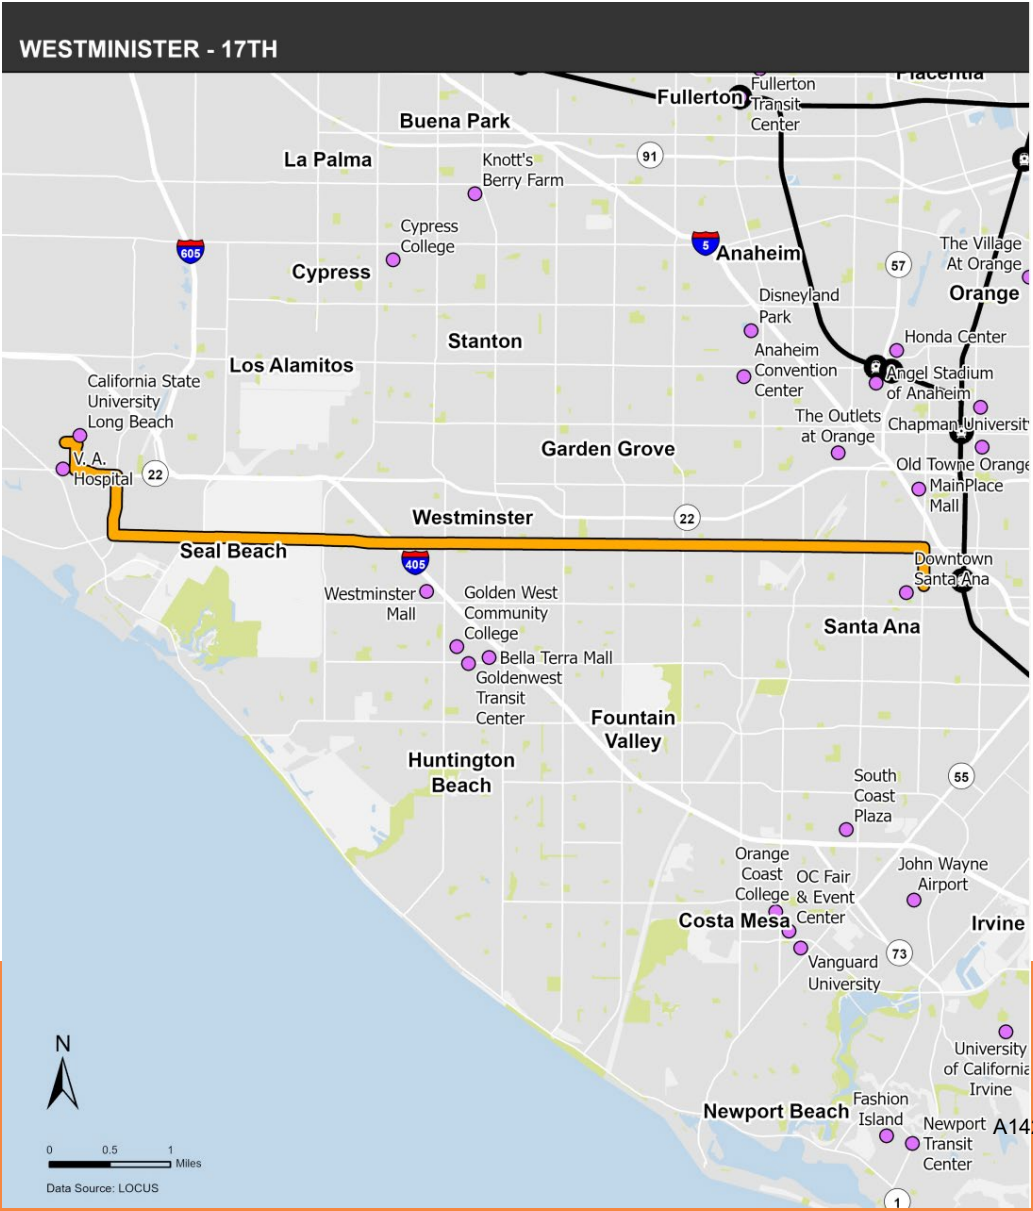 WESTMINISTER - 17TH
Placentia
Fullerton
Fullerton
Transit
Center
Buena Park
La Palma
91
Knott's
Berry Farm
Cypress
College
605
5
Anaheim
57
The Village
At Orange
Cypress
Orange
Disneyland
Park
Stanton
Honda Center
Los Alamitos
Anaheim
Convention
Center
Angel Stadium
of Anaheim
California State
University
Long Beach
The Outlets
at Orange
Chapman University
Garden Grove
V. A.
Hospital
22
Old Towne Orange
MainPlace
Mall
Westminster
22
Seal Beach
405
Downtown
Santa Ana
Westminster
Mall
Golden West
Community
College
Santa Ana
Bella Terra Mall
Goldenwest
Transit
Center
Fountain
Valley
Huntington
Beach
55
South
Coast
Plaza
Orange
Coast
College
OC Fair
& Event
Center
John Wayne
Airport
Costa Mesa
Irvine
73
Vanguard
University
N
University
of California
Irvine
Newport Beach
Fashion
Island
Newport
Transit
Center
A14
0 0.5 1
Miles
Data Source: LOCUS
1